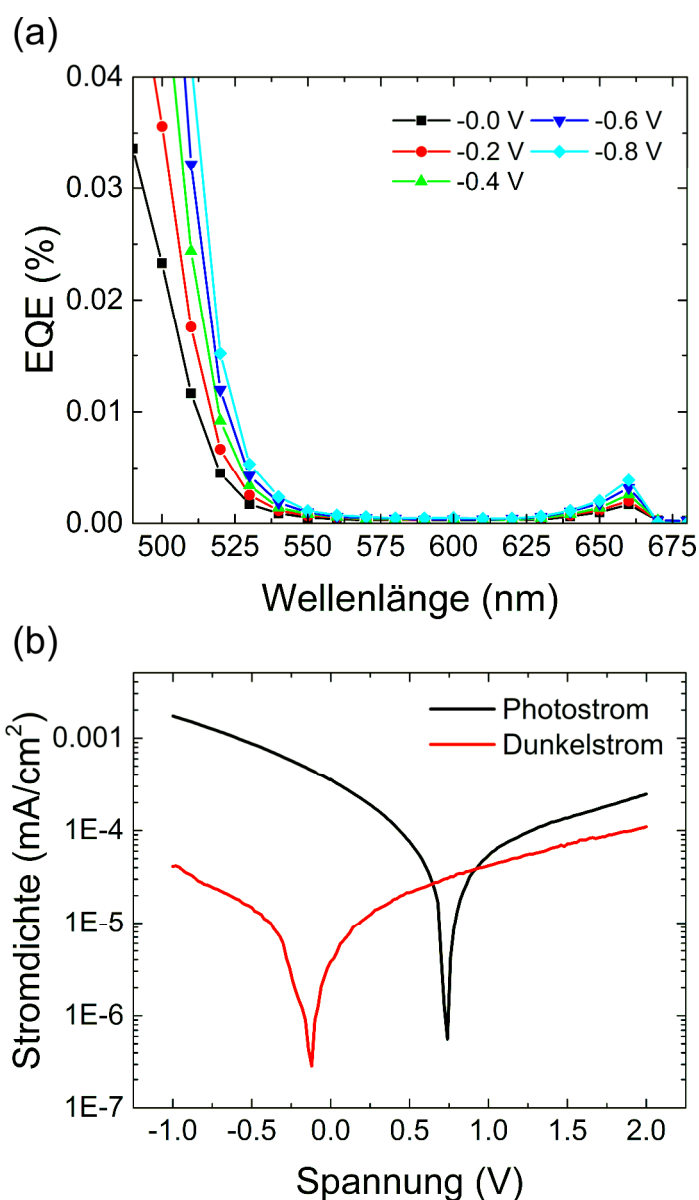 (a)
0.04
0.03
0.02
0.01
0.00
EQE (%)
-0.0 V -0.6 V
-0.2 V -0.8 V
-0.4 V
500 525 550 575 600 625 650 675
Wellenlänge (nm)
(b)
0.001
1E-4
1E-5
1E-6
1E-7
Stromdichte (mA/cm²)
Photostrom
Dunkelstrom
-1.0 -0.5 0.0 0.5 1.0 1.5 2.0
Spannung (V)